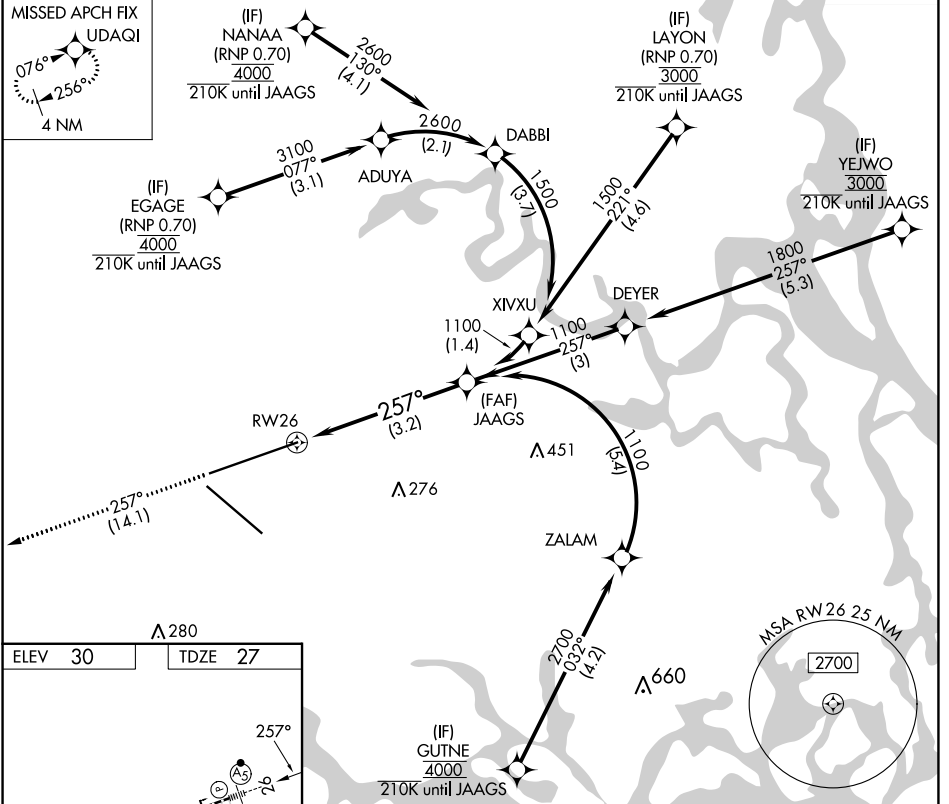 MISSED APCH FIX
UDAQI
076°
256°
4 NM
(IF)
NANAA
(RNP 0.70)
4000
210K until JAAGS
2600
130°
(4.1)
(IF)
LAYON
(RNP 0.70)
3000
210K until JAAGS
(IF)
YEJWO
3000
210K until JAAGS
3100
077°
(3.1)
2600
(2.1)
DABBI
ADUYA
(IF)
EGAGE
(RNP 0.70)
4000
210K until JAAGS
1500
(3.7)
1500
221°
(4.6)
1800
257°
(5.3)
XIVXU
DEYER
1100
(1.4)
1100
257°
(3)
257°
(3.2)
(FAF)
JAAGS
RW26
451
276
1100
(5.4)
257°
(14.1)
ZALAM
280
2700
032°
(4.2)
660
MSA RW26 25 NM
2700
ELEV 30
TDZE 27
257°
A5
P
26
(IF)
GUTNE
4000
210K until JAAGS